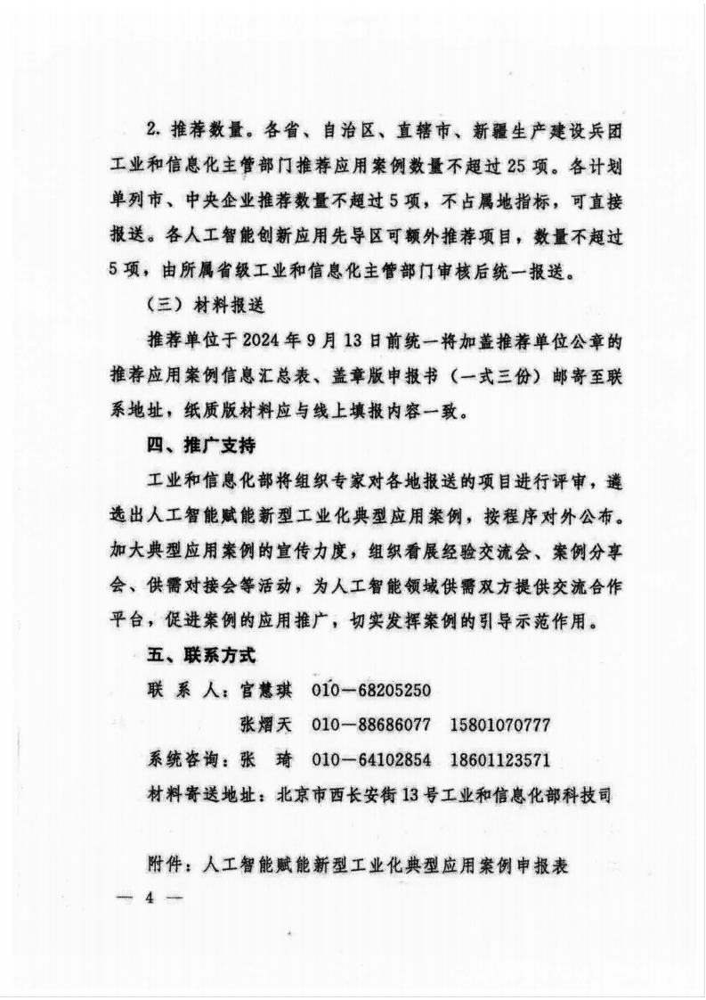 2. 推荐数量。各省、自治区、直辖市、新疆生产建设兵团
工业和信息化主管部门推荐应用案例数量不超过 25 项。各计划
单列市、中央企业推荐数量不超过 5 项，不占属地指标，可直接
报送。各人工智能创新应用先导区可额外推荐项目，数量不超过
5 项，由所属省级工业和信息化主管部门审核后统一报送。
（三）材料报送
推荐单位于 2024 年 9 月 13 日前统一将加盖推荐单位公章的
推荐应用案例信息汇总表、盖章版申报书（一式三份）邮寄至联
系地址，纸质版材料应与线上填报内容一致。
四、推广支持
工业和信息化部将组织专家对各地报送的项目进行评审，遴
选出人工智能赋能新型工业化典型应用案例，按程序对外公布。
加大典型应用案例的宣传力度，组织看展经验交流会、案例分享
会、供需对接会等活动，为人工智能领域供需双方提供交流合作
平台，促进案例的应用推广，切实发挥案例的引导示范作用。
五、联系方式
联 系 人：官慧琪 010－68205250
张熠天 010－88686077 15801070777
系统咨询：张 琦 010－64102854 18601123571
材料寄送地址：北京市西长安街 13 号工业和信息化部科技司
附件：人工智能赋能新型工业化典型应用案例申报表
— 4 —